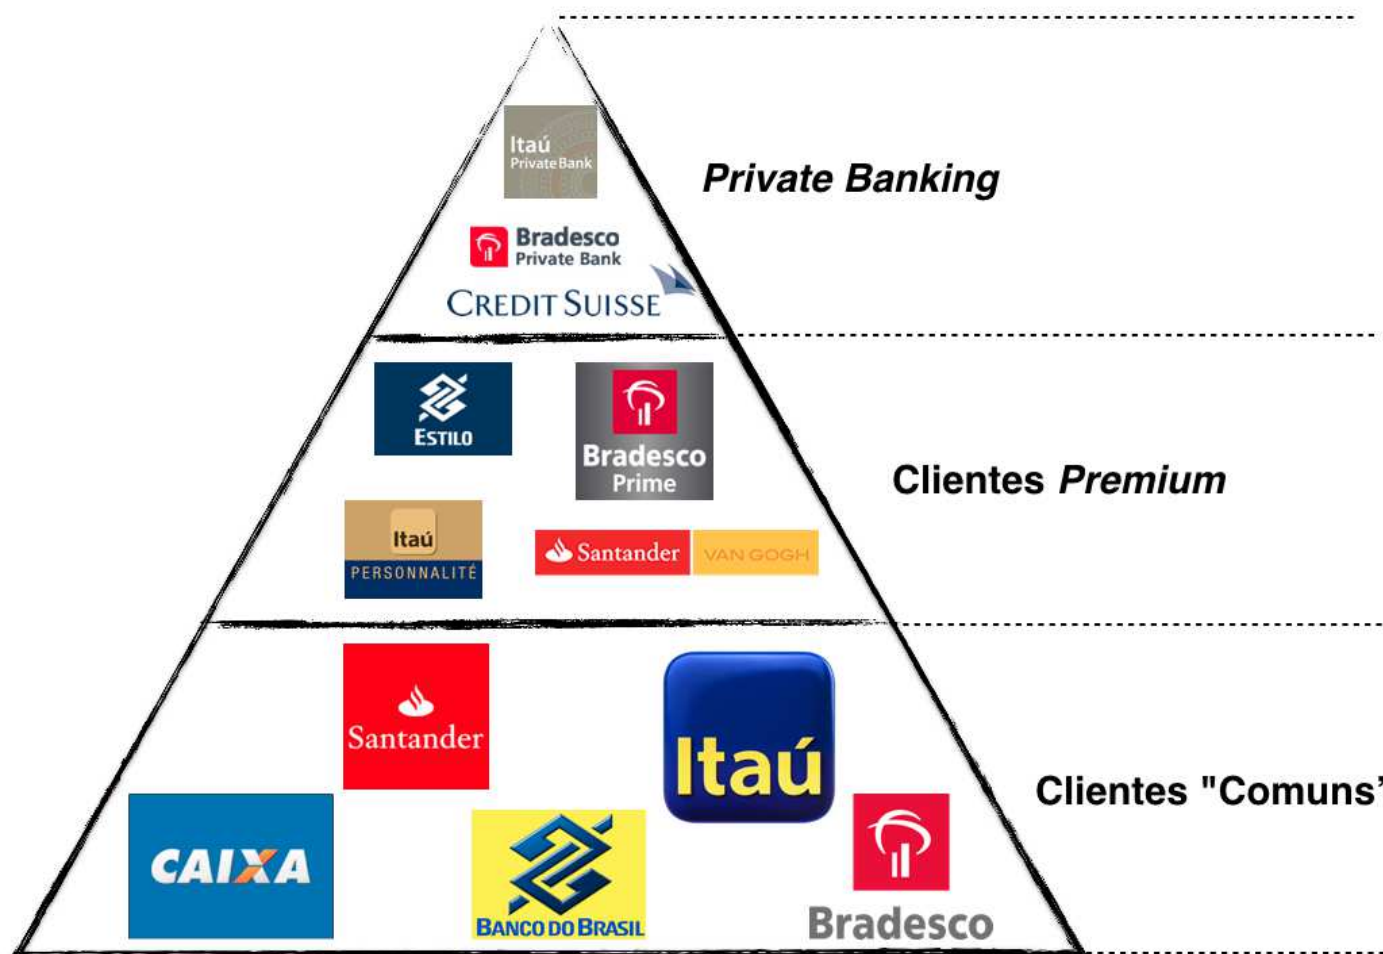 Itaú
Private Bank
Private Banking
Bradesco
Private Bank
CREDIT SUISSE
ESTILO
Bradesco
Prime
Clientes Premium
Itaú
PERSONNALITÉ
Santander
VAN GOGH
Santander
Itaú
Clientes "Comuns"
CAIXA
BANCO DO BRASIL
Bradesco